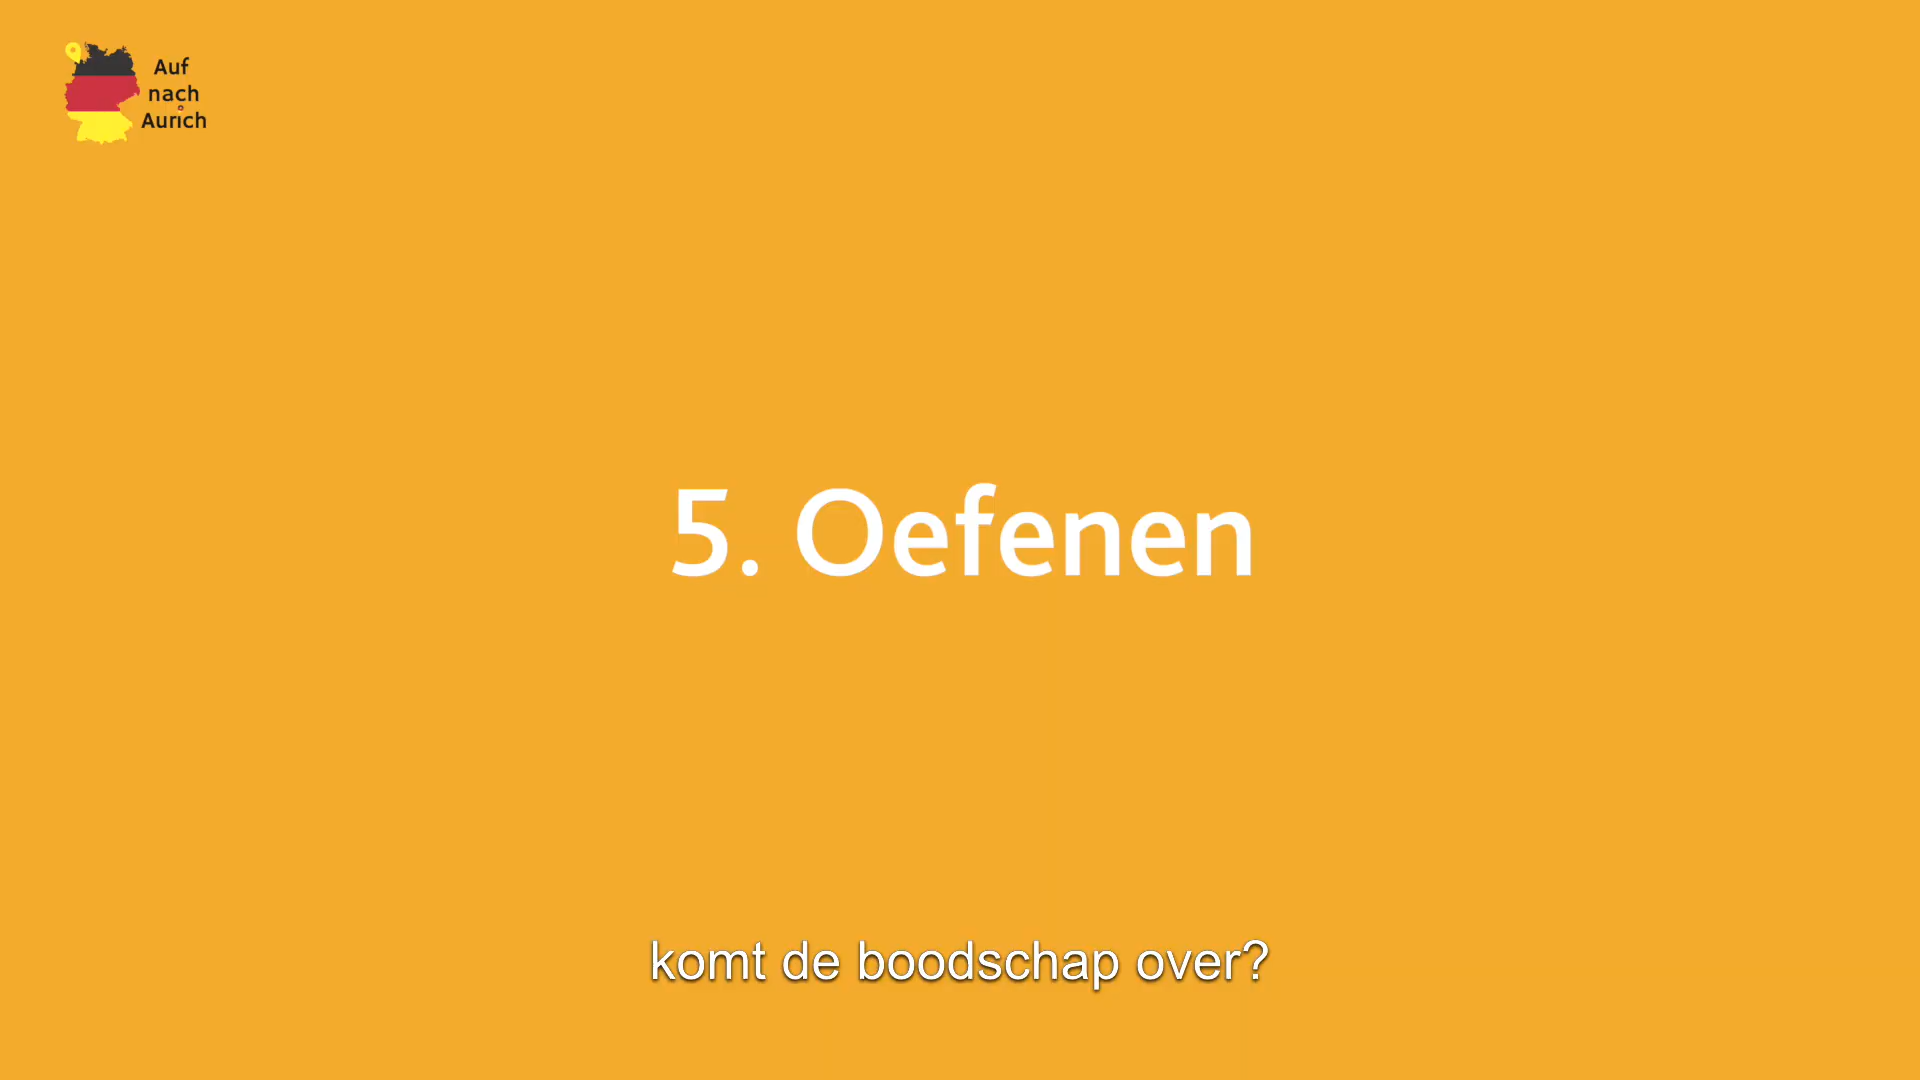 Auf
nach
Aurich
5. Oefenen
komt de boodschap over?